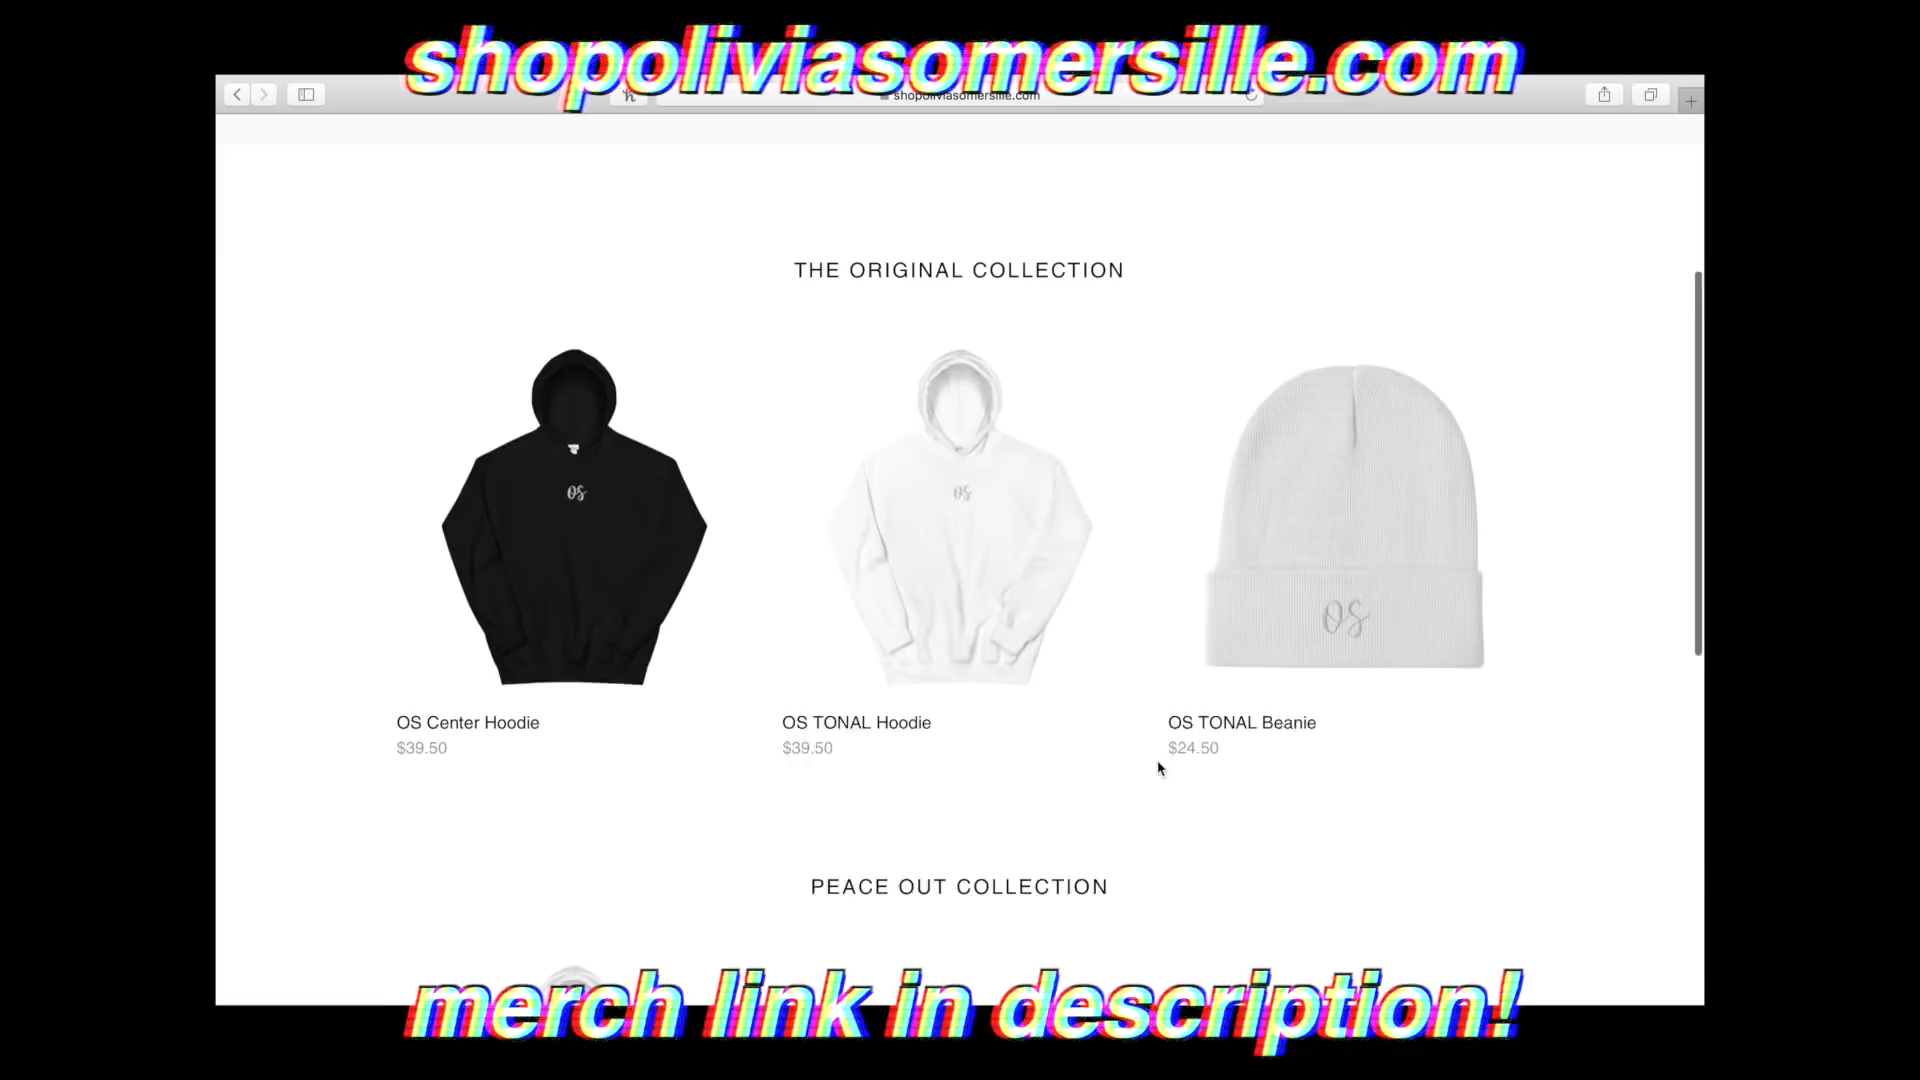 shopoliviasomersille.com
shopoliviasomersille.com
THE ORIGINAL COLLECTION
OS
OS
OS
OS Center Hoodie
$39.50
OS TONAL Hoodie
$39.50
OS TONAL Beanie
$24.50
PEACE OUT COLLECTION
merch link in description!